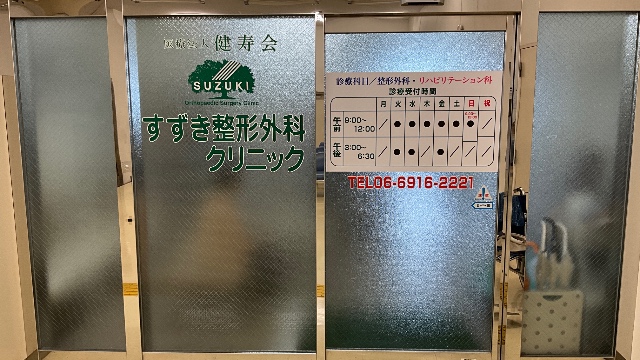 医療法人 健寿会
SUZUKI
Orthopaedic Surgery Clinic
すずき整形外科
クリニック
診療科目／整形外科・リハビリテーション科
診療受付時間
月 火 水 木 金 土 日 祝
午前 9:00～12:00 ／ ● ● ● ● ● ● ／
午後 3:00～6:30 ／ ● ● ／ ● ／ ／ ／
TEL06-6916-2221